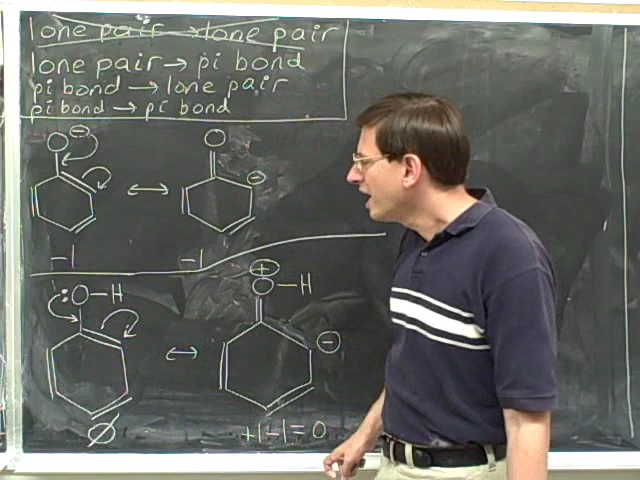 lone pair → lone pair
lone pair → pi bond
pi bond → lone pair
pi bond → pi bond
O ⊖ ↔ O ⊖
-1 -1
:O-H ↔ ⊕ O-H ⊖
Ø +1-1=0